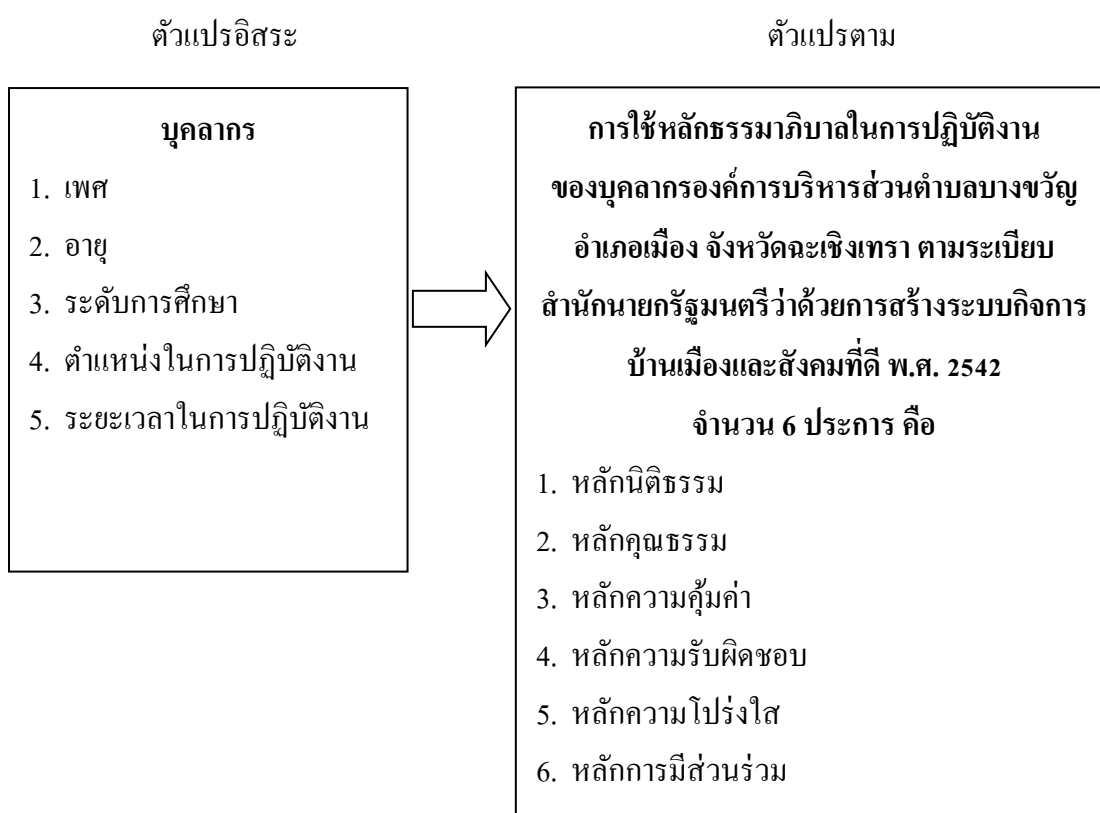 ตัวแปรอิสระ
ตัวแปรตาม
บุคลากร
1. เพศ
2. อายุ
3. ระดับการศึกษา
4. ตำแหน่งในการปฏิบัติงาน
5. ระยะเวลาในการปฏิบัติงาน
การใช้หลักธรรมาภิบาลในการปฏิบัติงาน
ของบุคลากรองค์การบริหารส่วนตำบลบางขวัญ
อำเภอเมือง จังหวัดฉะเชิงเทรา ตามระเบียบ
สำนักนายกรัฐมนตรีว่าด้วยการสร้างระบบกิจการ
บ้านเมืองและสังคมที่ดี พ.ศ. 2542
จำนวน 6 ประการ คือ
1. หลักนิติธรรม
2. หลักคุณธรรม
3. หลักความคุ้มค่า
4. หลักความรับผิดชอบ
5. หลักความโปร่งใส
6. หลักการมีส่วนร่วม